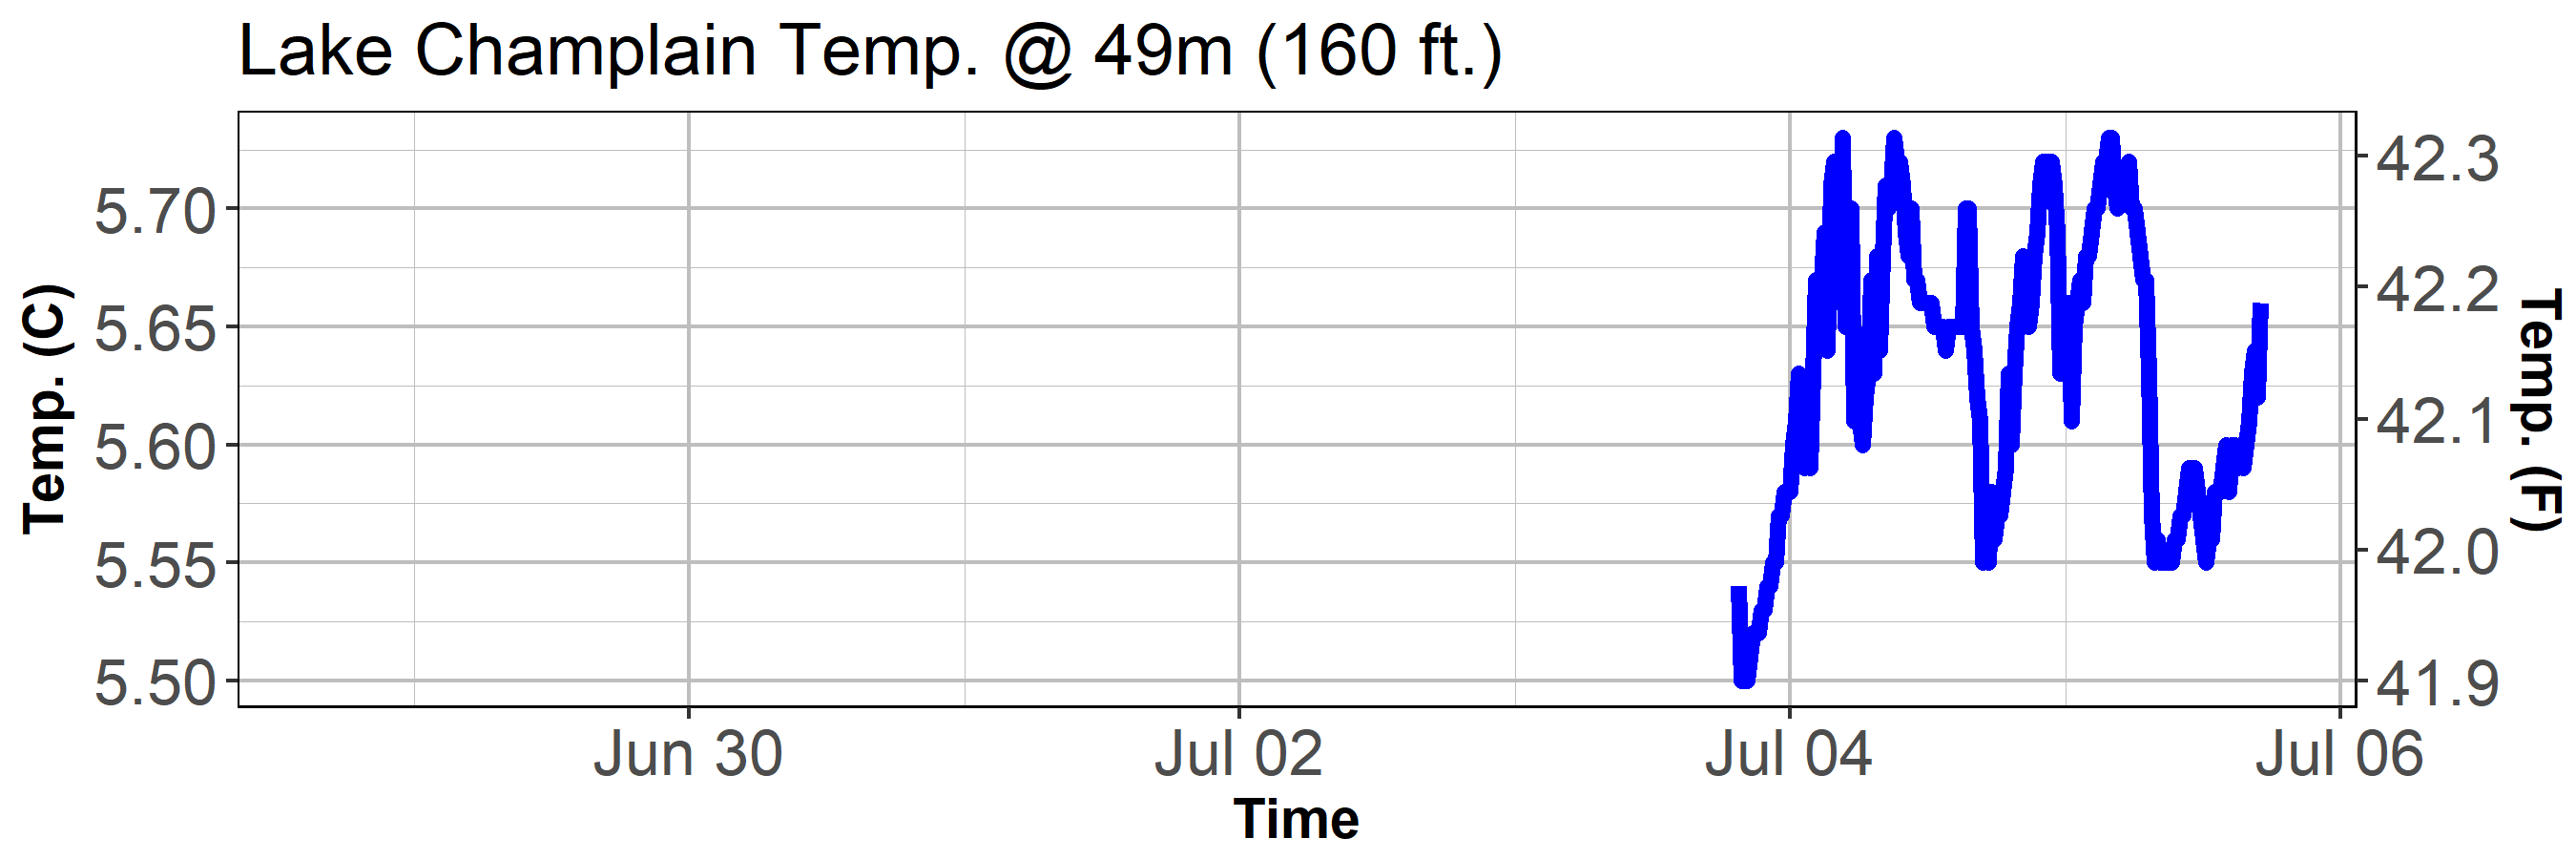 Lake Champlain Temp. @ 49m (160 ft.)
Temp. (C)
5.70
5.65
5.60
5.55
5.50
42.3
42.2
42.1
42.0
41.9
Temp. (F)
Jun 30
Jul 02
Jul 04
Jul 06
Time